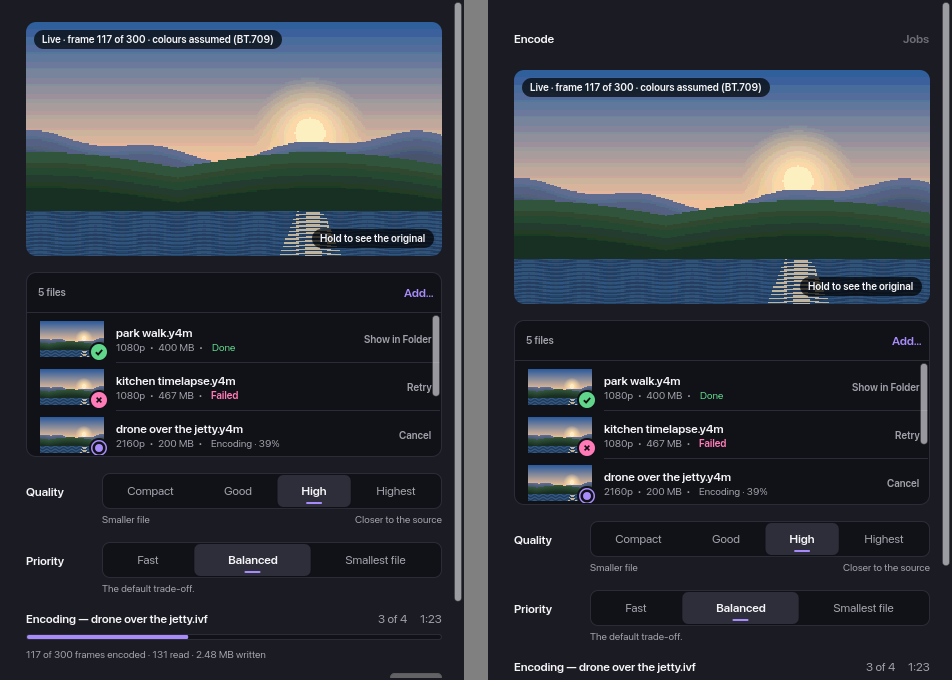 Live · frame 117 of 300 · colours assumed (BT.709)
Hold to see the original
5 files
Add...
park walk.y4m
1080p • 400 MB • Done
Show in Folder
kitchen timelapse.y4m
1080p • 467 MB • Failed
Retry
drone over the jetty.y4m
2160p • 200 MB • Encoding · 39%
Cancel
Quality
Compact
Good
High
Highest
Smaller file
Closer to the source
Priority
Fast
Balanced
Smallest file
The default trade-off.
Encoding — drone over the jetty.ivf
3 of 4
1:23
117 of 300 frames encoded · 131 read · 2.48 MB written
Encode
Jobs
Live · frame 117 of 300 · colours assumed (BT.709)
Hold to see the original
5 files
Add...
park walk.y4m
1080p • 400 MB • Done
Show in Folder
kitchen timelapse.y4m
1080p • 467 MB • Failed
Retry
drone over the jetty.y4m
2160p • 200 MB • Encoding · 39%
Cancel
Quality
Compact
Good
High
Highest
Smaller file
Closer to the source
Priority
Fast
Balanced
Smallest file
The default trade-off.
Encoding — drone over the jetty.ivf
3 of 4
1:23